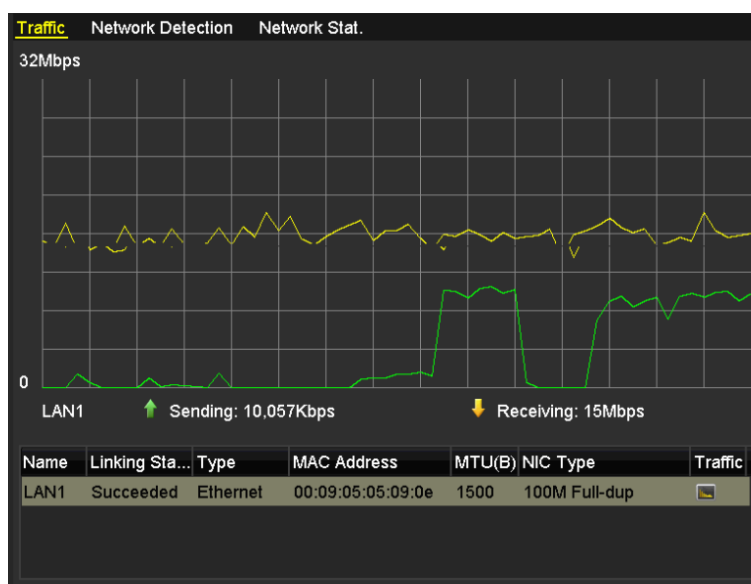 Traffic Network Detection Network Stat.
32Mbps
0
LAN1 Sending: 10,057Kbps Receiving: 15Mbps
Name Linking Sta... Type MAC Address MTU(B) NIC Type Traffic
LAN1 Succeeded Ethernet 00:09:05:05:09:0e 1500 100M Full-dup